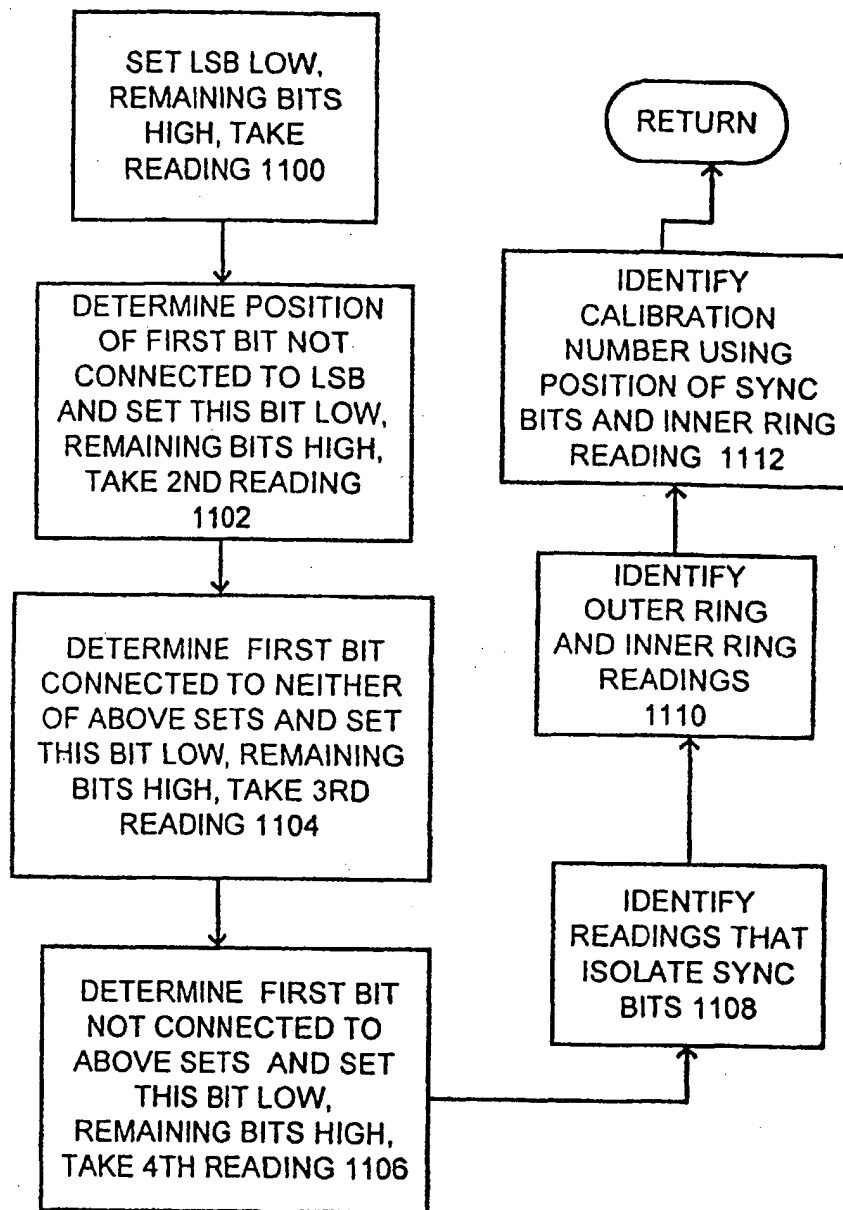 SET LSB LOW,
REMAINING BITS
HIGH, TAKE
READING 1100
DETERMINE POSITION
OF FIRST BIT NOT
CONNECTED TO LSB
AND SET THIS BIT LOW,
REMAINING BITS HIGH,
TAKE 2ND READING
1102
DETERMINE FIRST BIT
CONNECTED TO NEITHER
OF ABOVE SETS AND SET
THIS BIT LOW, REMAINING
BITS HIGH, TAKE 3RD
READING 1104
DETERMINE FIRST BIT
NOT CONNECTED TO
ABOVE SETS AND SET
THIS BIT LOW,
REMAINING BITS HIGH,
TAKE 4TH READING 1106
IDENTIFY
READINGS THAT
ISOLATE SYNC
BITS 1108
IDENTIFY
OUTER RING
AND INNER RING
READINGS
1110
IDENTIFY
CALIBRATION
NUMBER USING
POSITION OF SYNC
BITS AND INNER RING
READING 1112
RETURN